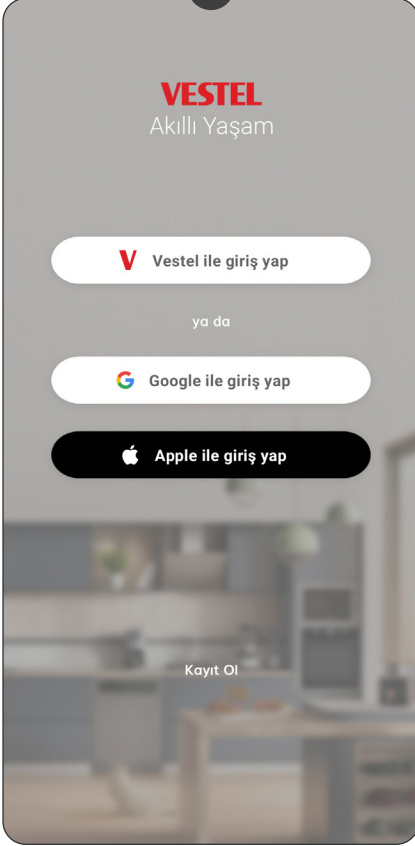 VESTEL
Akıllı Yaşam
Vestel ile giriş yap
ya da
Google ile giriş yap
Apple ile giriş yap
Kayıt Ol